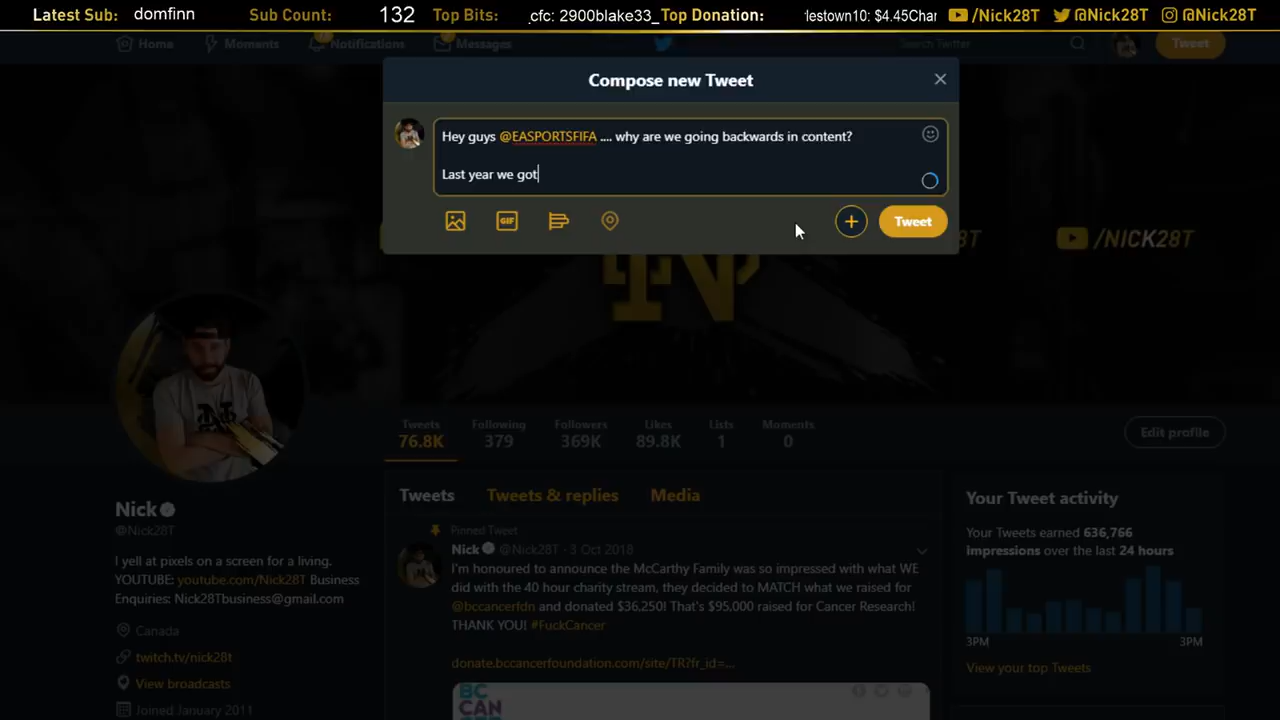 Latest Sub: domfinn Sub Count: 132 Top Bits: _cfc: 2900blake33_ Top Donation: lestown10: $4.45Char /Nick28T @Nick28T @Nick28T
Home Moments Notifications Messages Search Twitter Tweet
Compose new Tweet
Hey guys @EASPORTSFIFA .... why are we going backwards in content?
Last year we got
GIF
+ Tweet
/NICK28T
Tweets Following Followers Likes Lists Moments
76.8K 379 369K 89.8K 1 0
Edit profile
Nick
@Nick28T
I yell at pixels on a screen for a living.
YOUTUBE: youtube.com/Nick28T Business
Enquiries: Nick28Tbusiness@gmail.com
Canada
twitch.tv/nick28t
View broadcasts
Joined January 2011
Tweets Tweets & replies Media
Pinned Tweet
Nick @Nick28T · 3 Oct 2018
I'm honoured to announce the McCarthy Family was so impressed with what WE
did with the 40 hour charity stream, they decided to MATCH what we raised for
@bccancerfdn and donated $36,250! That's $95,000 raised for Cancer Research!
THANK YOU! #FuckCancer
donate.bccancerfoundation.com/site/TR?fr_id=...
BC
CAN
Your Tweet activity
Your Tweets earned 636,766
impressions over the last 24 hours
3PM 3PM
View your top Tweets